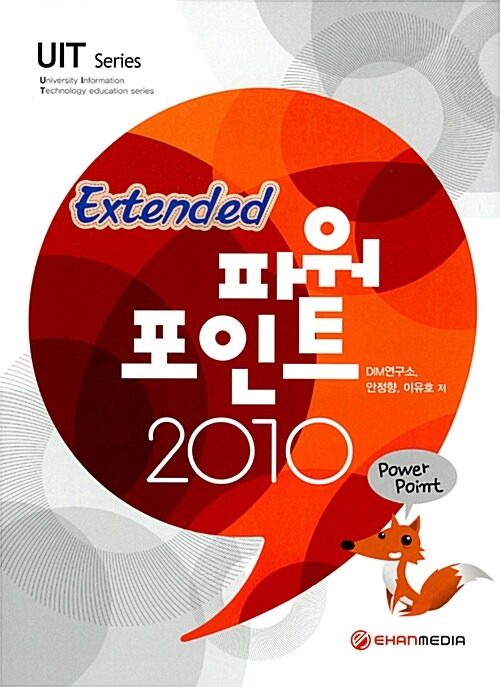 UIT Series
University Information
Technology education series
Extended
파워
포인트
DIM연구소,
안정향, 이유호 저
2010
Power
Point
EHANMEDIA